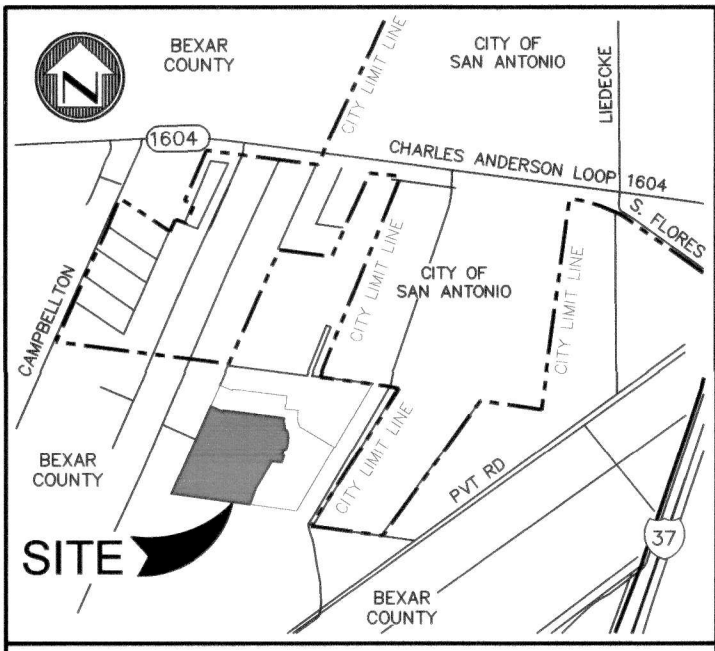 BEXAR
COUNTY
CITY OF
SAN ANTONIO
LIEDECKE
CITY LIMIT LINE
N
1604
CHARLES ANDERSON LOOP 1604
S. FLORES
CITY LIMIT LINE
CITY OF
SAN ANTONIO
CITY LIMIT LINE
CAMPBELLTON
CITY LIMIT LINE
BEXAR
COUNTY
PVT RD
37
SITE
BEXAR
COUNTY